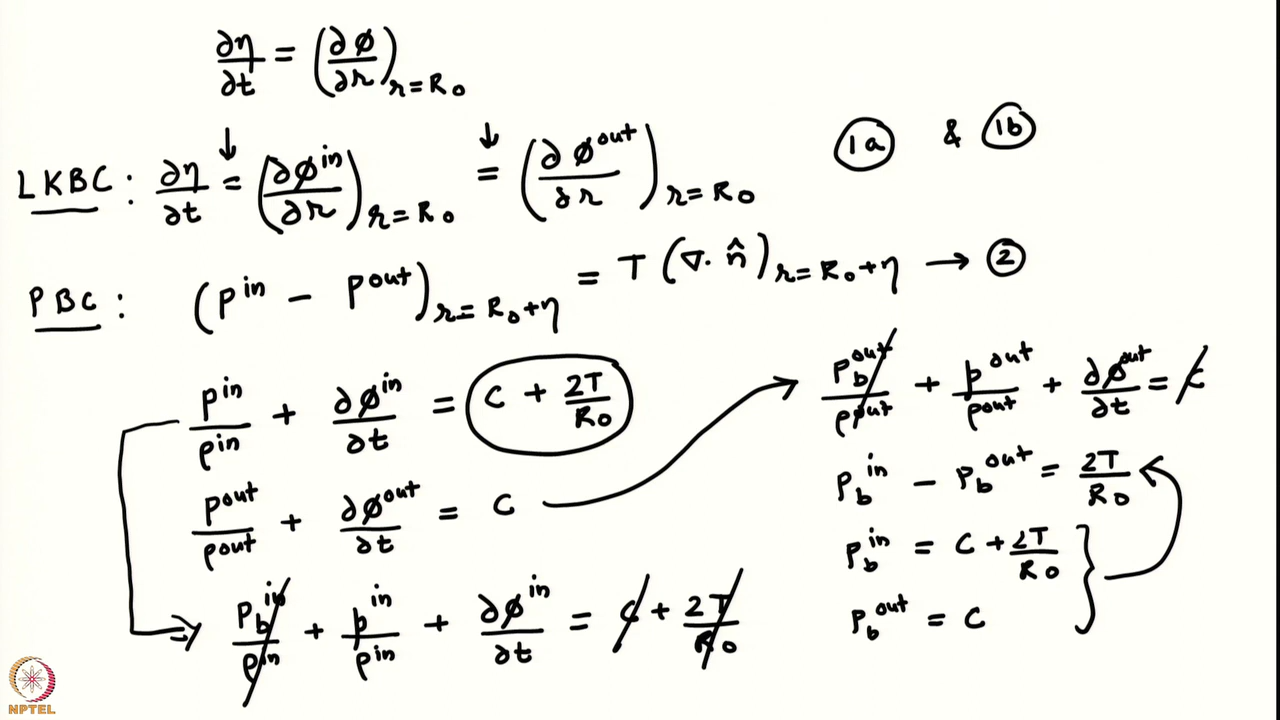 ∂η/∂t = (∂ϕ/∂r)_{r=R₀}
LKBC : ∂η/∂t = (∂ϕ^{in}/∂r)_{r=R₀} = (∂ϕ^{out}/∂r)_{r=R₀} (1a) & (1b)
PBC : (P^{in} − P^{out})_{r=R₀+η} = T(∇·n̂)_{r=R₀+η} → (2)
P^{in}/ρ^{in} + ∂ϕ^{in}/∂t = C + 2T/R₀
P^{out}/ρ^{out} + ∂ϕ^{out}/∂t = C
⇒ P_b^{in}/ρ^{in} + p^{in}/ρ^{in} + ∂ϕ^{in}/∂t = C + 2T/R₀
P_b^{out}/ρ^{out} + p^{out}/ρ^{out} + ∂ϕ^{out}/∂t = C
P_b^{in} − P_b^{out} = 2T/R₀
P_b^{in} = C + 2T/R₀
P_b^{out} = C
NPTEL